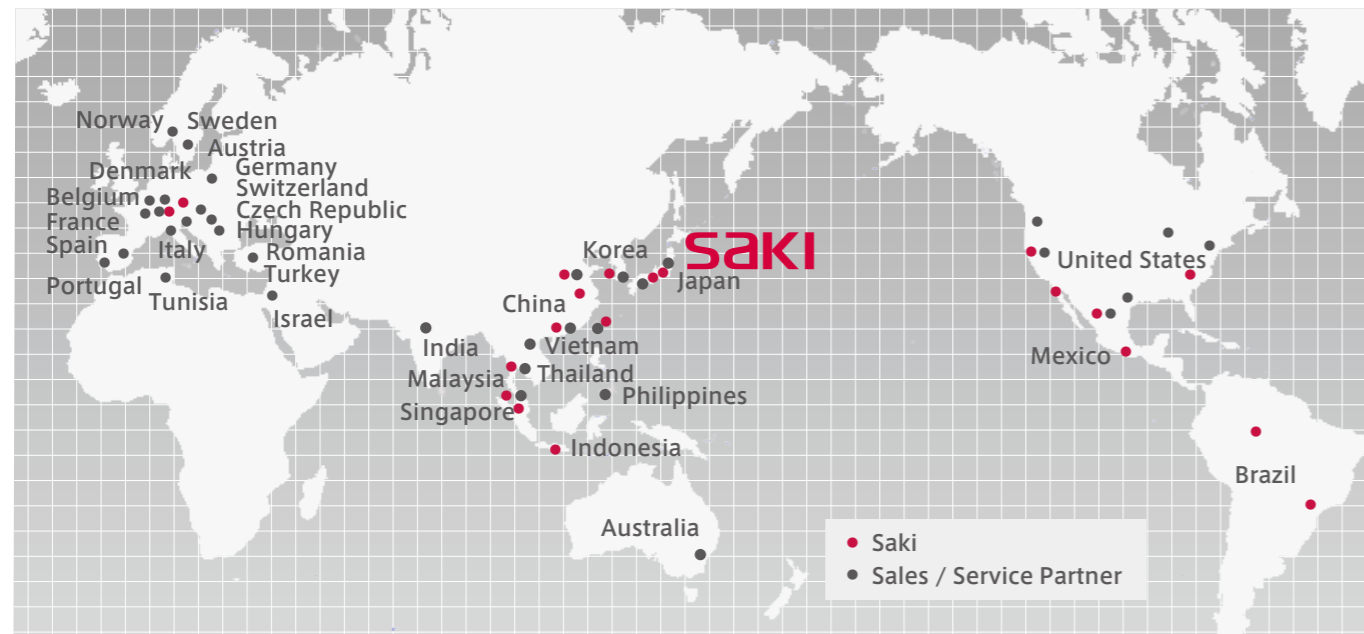 Norway
Sweden
Austria
Denmark
Germany
Switzerland
Belgium
Czech Republic
France
Hungary
Spain
Italy
Romania
Portugal
Turkey
Tunisia
Israel
Korea
saki
Japan
China
India
Vietnam
Malaysia
Thailand
Singapore
Philippines
Indonesia
Australia
United States
Mexico
Brazil
Saki
Sales / Service Partner